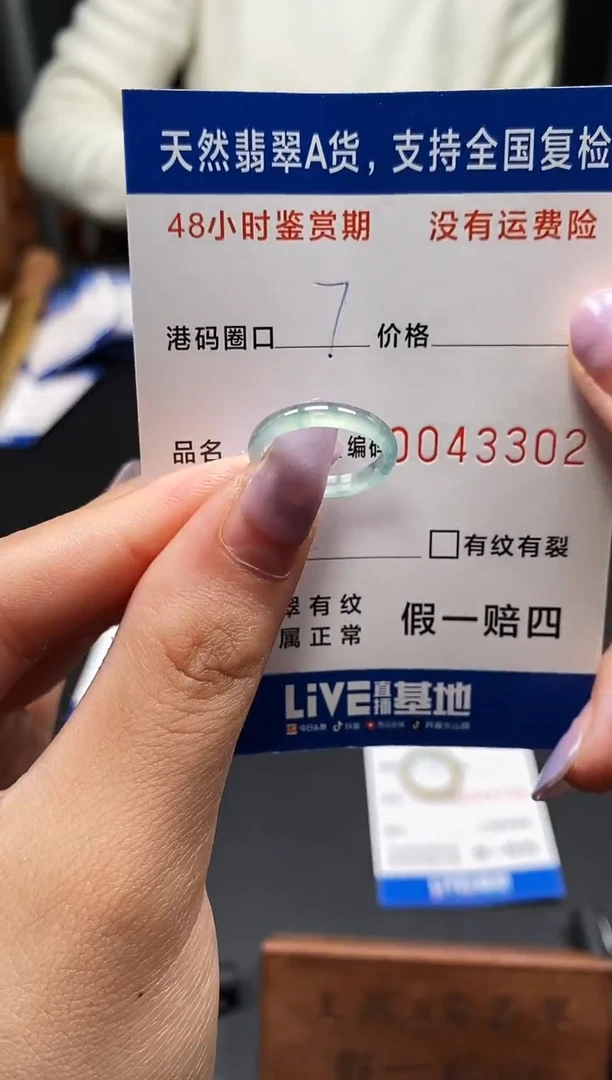 天然翡翠A货，支持全国复检
48小时鉴赏期 没有运费险
港码圈口 7 价格
品名 编码 0043302
有纹有裂
翠有纹 假一赔四
属正常
LiVE直播基地